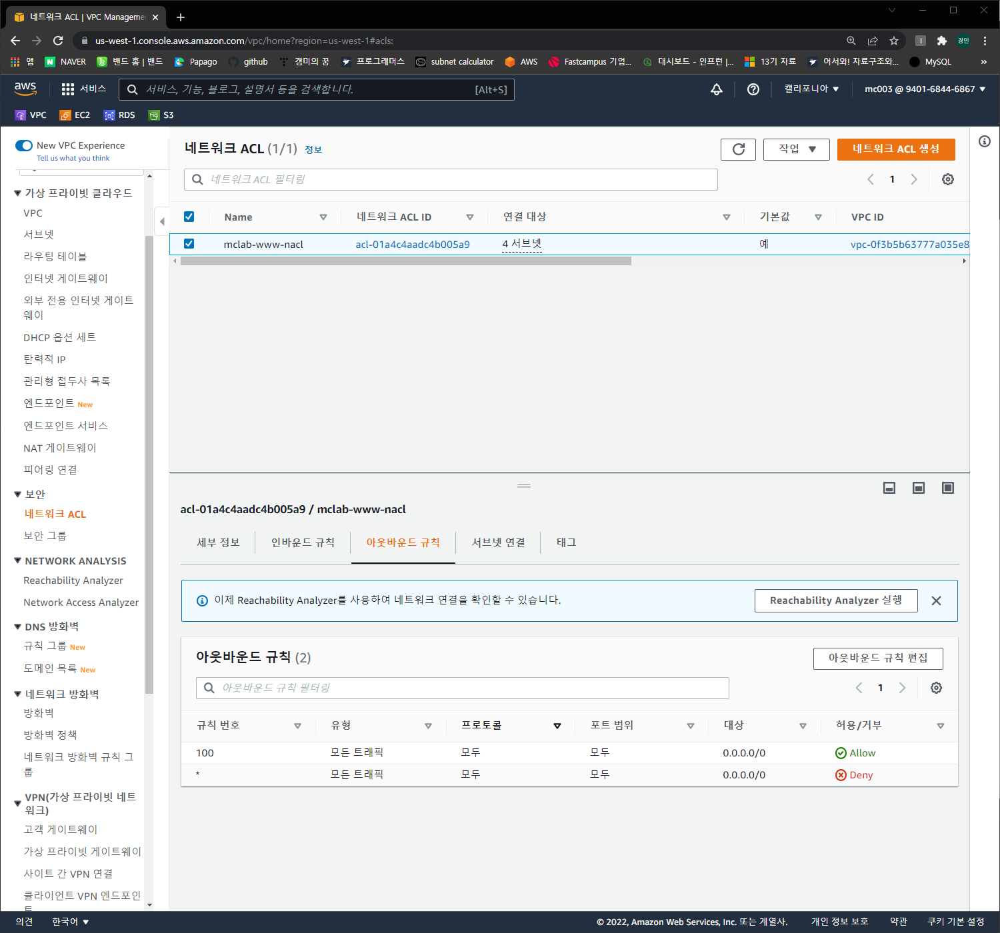 네트워크 ACL | VPC Manageme
us-west-1.console.aws.amazon.com/vpc/home?region=us-west-1#acls:
경민
앱 NAVER 밴드 홈 | 밴드 Papago github 캠미의 꿈 프로그래머스 subnet calculator AWS Fastcampus 기업... 대시보드 - 인프런 |... 13기 자료 어서와! 자료구조와... MySQL »
aws 서비스 서비스, 기능, 블로그, 설명서 등을 검색합니다. [Alt+S] 캘리포니아 ▼ mc003 @ 9401-6844-6867 ▼
VPC EC2 RDS S3
New VPC Experience
Tell us what you think
가상 프라이빗 클라우드
VPC
서브넷
라우팅 테이블
인터넷 게이트웨이
외부 전용 인터넷 게이트
웨이
DHCP 옵션 세트
탄력적 IP
관리형 접두사 목록
엔드포인트 New
엔드포인트 서비스
NAT 게이트웨이
피어링 연결
보안
네트워크 ACL
보안 그룹
NETWORK ANALYSIS
Reachability Analyzer
Network Access Analyzer
DNS 방화벽
규칙 그룹 New
도메인 목록 New
네트워크 방화벽
방화벽
방화벽 정책
네트워크 방화벽 규칙 그
룹
VPN(가상 프라이빗 네트
워크)
고객 게이트웨이
가상 프라이빗 게이트웨이
사이트 간 VPN 연결
클라이언트 VPN 엔드포인
트
네트워크 ACL (1/1) 정보
작업 ▼
네트워크 ACL 생성
네트워크 ACL 필터링
1
Name 네트워크 ACL ID 연결 대상 기본값 VPC ID
mclab-www-nacl acl-01a4c4aadc4b005a9 4 서브넷 예 vpc-0f3b5b63777a035e8
acl-01a4c4aadc4b005a9 / mclab-www-nacl
세부 정보 인바운드 규칙 아웃바운드 규칙 서브넷 연결 태그
이제 Reachability Analyzer를 사용하여 네트워크 연결을 확인할 수 있습니다. Reachability Analyzer 실행
아웃바운드 규칙 (2)
아웃바운드 규칙 편집
아웃바운드 규칙 필터링
1
규칙 번호 유형 프로토콜 포트 범위 대상 허용/거부
100 모든 트래픽 모두 모두 0.0.0.0/0 Allow
* 모든 트래픽 모두 모두 0.0.0.0/0 Deny
의견 한국어 ▼ © 2022, Amazon Web Services, Inc. 또는 계열사. 개인 정보 보호 약관 쿠키 기본 설정